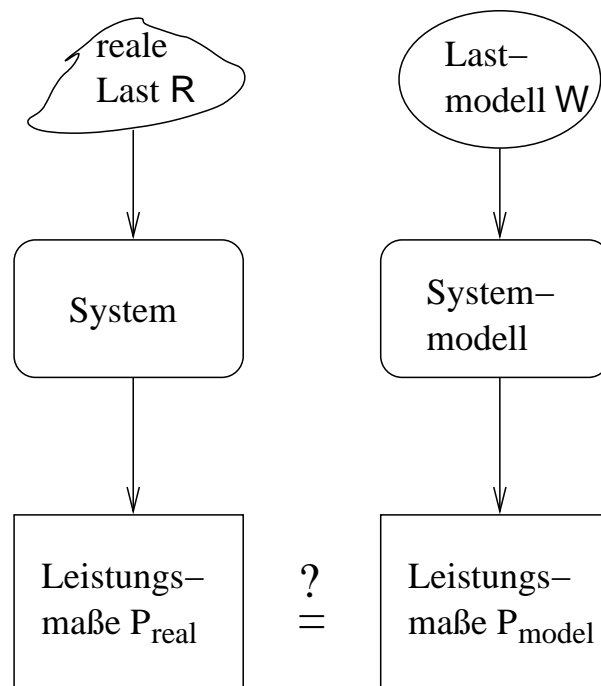 reale
Last R
Last–
modell W
System
System–
modell
Leistungs–
maße P_real
?
=
Leistungs–
maße P_model